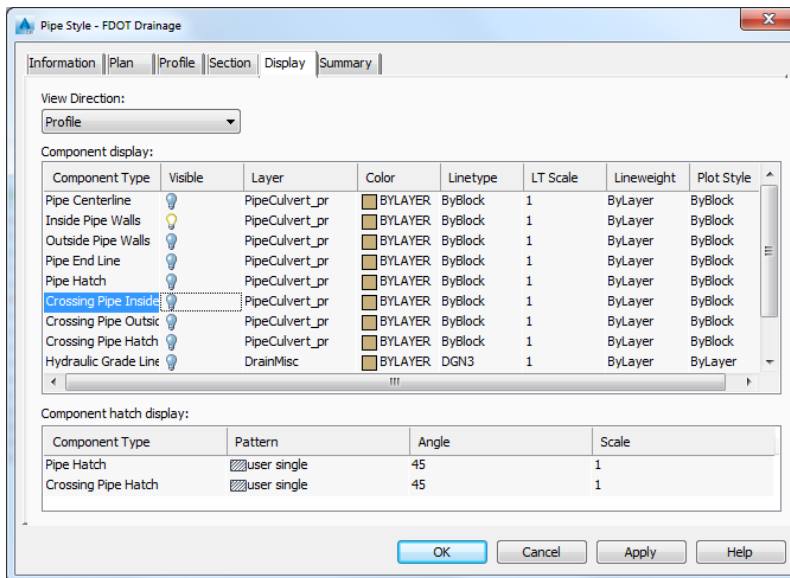 Pipe Style - FDOT Drainage
Information Plan Profile Section Display Summary
View Direction:
Profile
Component display:
Component Type Visible Layer Color Linetype LT Scale Lineweight Plot Style
Pipe Centerline PipeCulvert_pr BYLAYER ByBlock 1 ByLayer ByBlock
Inside Pipe Walls PipeCulvert_pr BYLAYER ByBlock 1 ByLayer ByBlock
Outside Pipe Walls PipeCulvert_pr BYLAYER ByBlock 1 ByLayer ByBlock
Pipe End Line PipeCulvert_pr BYLAYER ByBlock 1 ByLayer ByBlock
Pipe Hatch PipeCulvert_pr BYLAYER ByBlock 1 ByLayer ByBlock
Crossing Pipe Inside PipeCulvert_pr BYLAYER ByBlock 1 ByLayer ByBlock
Crossing Pipe Outsic PipeCulvert_pr BYLAYER ByBlock 1 ByLayer ByBlock
Crossing Pipe Hatch PipeCulvert_pr BYLAYER ByBlock 1 ByLayer ByBlock
Hydraulic Grade Line DrainMisc BYLAYER DGN3 1 ByLayer ByLayer
Component hatch display:
Component Type Pattern Angle Scale
Pipe Hatch user single 45 1
Crossing Pipe Hatch user single 45 1
OK Cancel Apply Help